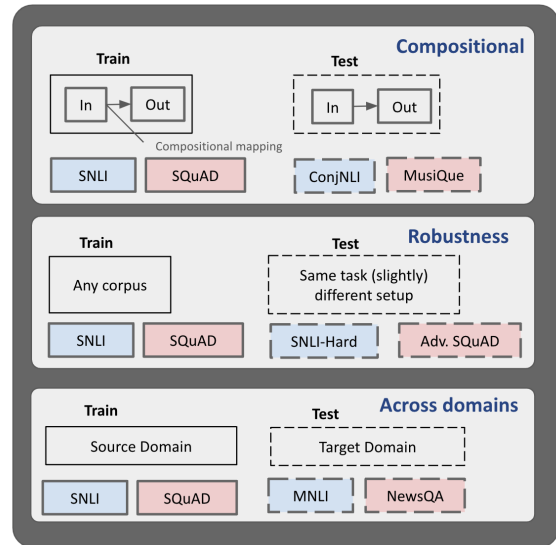 Compositional
Train
Test
In
Out
In
Out
Compositional mapping
SNLI
SQuAD
ConjNLI
MusiQue
Robustness
Train
Test
Any corpus
Same task (slightly)
different setup
SNLI
SQuAD
SNLI-Hard
Adv. SQuAD
Across domains
Train
Test
Source Domain
Target Domain
SNLI
SQuAD
MNLI
NewsQA